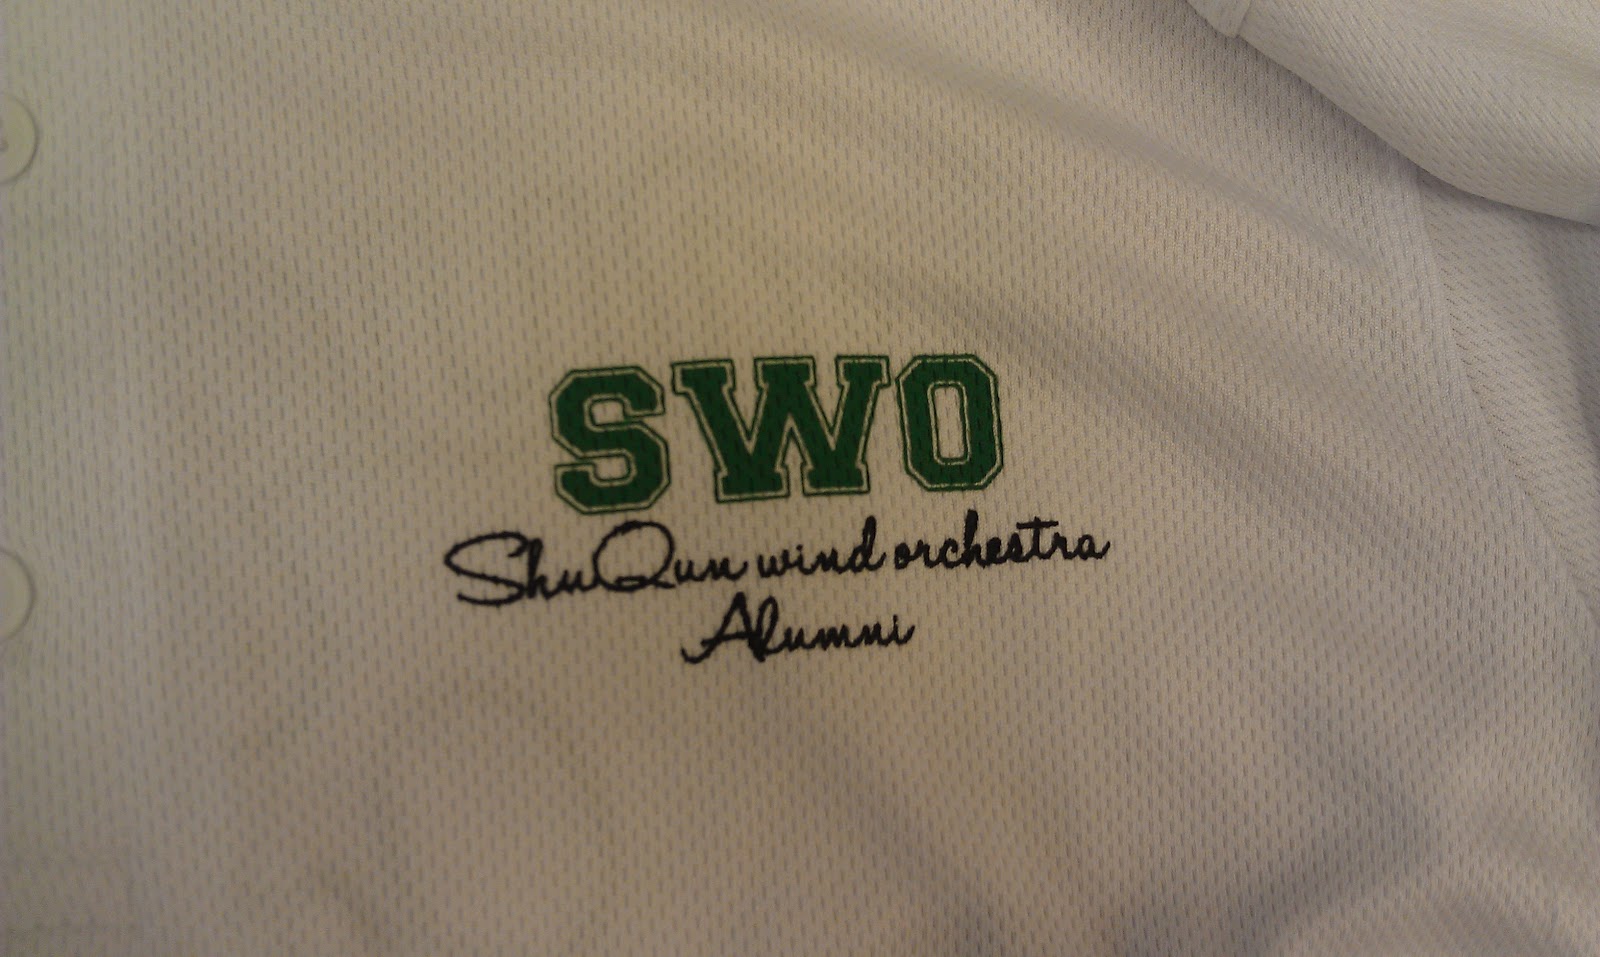 SWO
ShuQun wind orchestra
Alumni